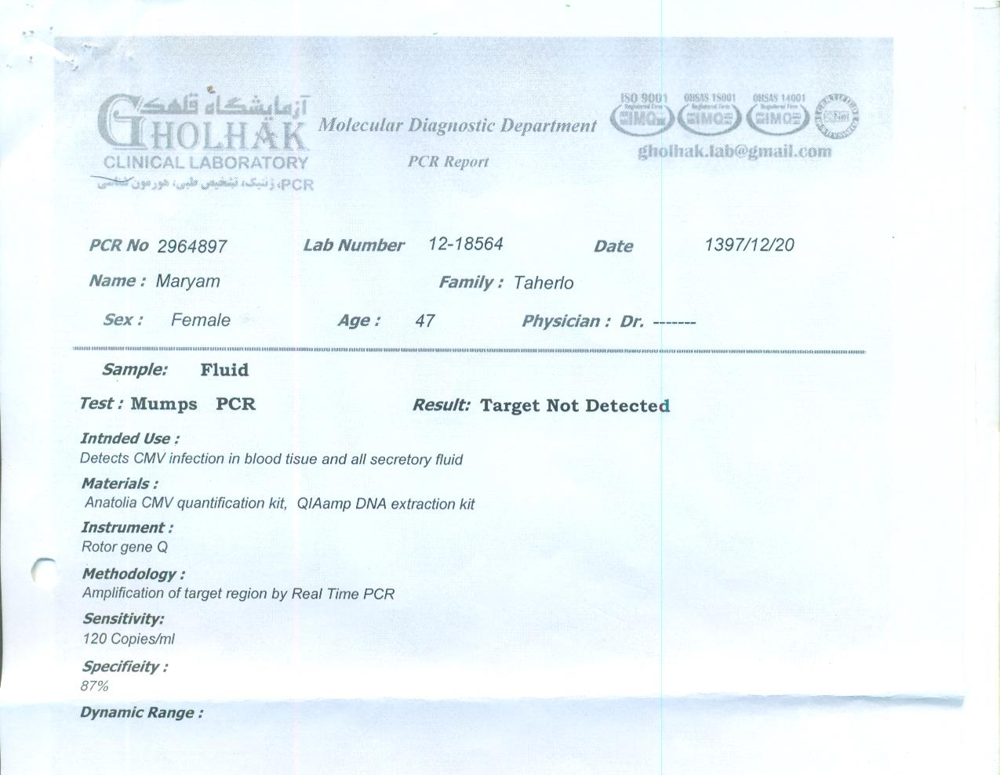 آزمایشگاه قلهک
GHOLHAK
CLINICAL LABORATORY
PCR، ژنتیک، تشخیص طبی، هورمون شناسی
Molecular Diagnostic Department
PCR Report
ISO 9001 OHSAS 18001 OHSAS 14001
gholhak.lab@gmail.com
PCR No 2964897 Lab Number 12-18564 Date 1397/12/20
Name : Maryam Family : Taherlo
Sex : Female Age : 47 Physician : Dr. -------
Sample: Fluid
Test : Mumps PCR Result: Target Not Detected
Intnded Use :
Detects CMV infection in blood tisue and all secretory fluid
Materials :
Anatolia CMV quantification kit, QIAamp DNA extraction kit
Instrument :
Rotor gene Q
Methodology :
Amplification of target region by Real Time PCR
Sensitivity:
120 Copies/ml
Specifieity :
87%
Dynamic Range :